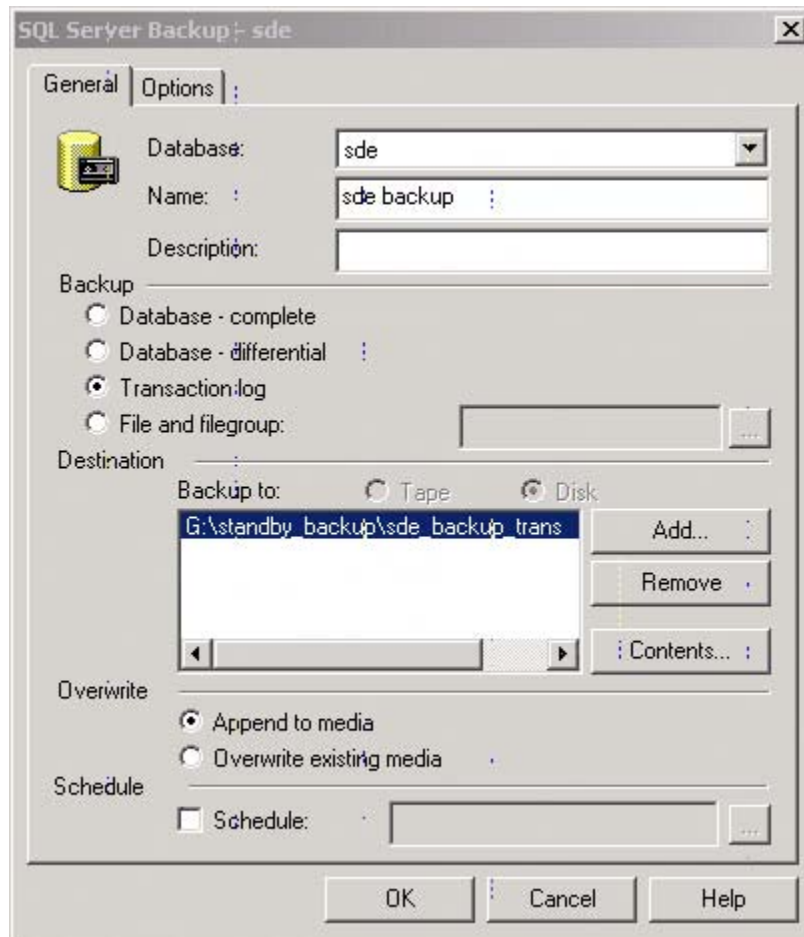 SQL Server Backup - sde
General Options
Database: sde
Name: sde backup
Description:
Backup
Database - complete
Database - differential
Transaction log
File and filegroup: ...
Destination
Backup to: Tape Disk
G:\standby_backup\sde_backup_trans
Add...
Remove
Contents...
Overwrite
Append to media
Overwrite existing media
Schedule
Schedule: ...
OK Cancel Help